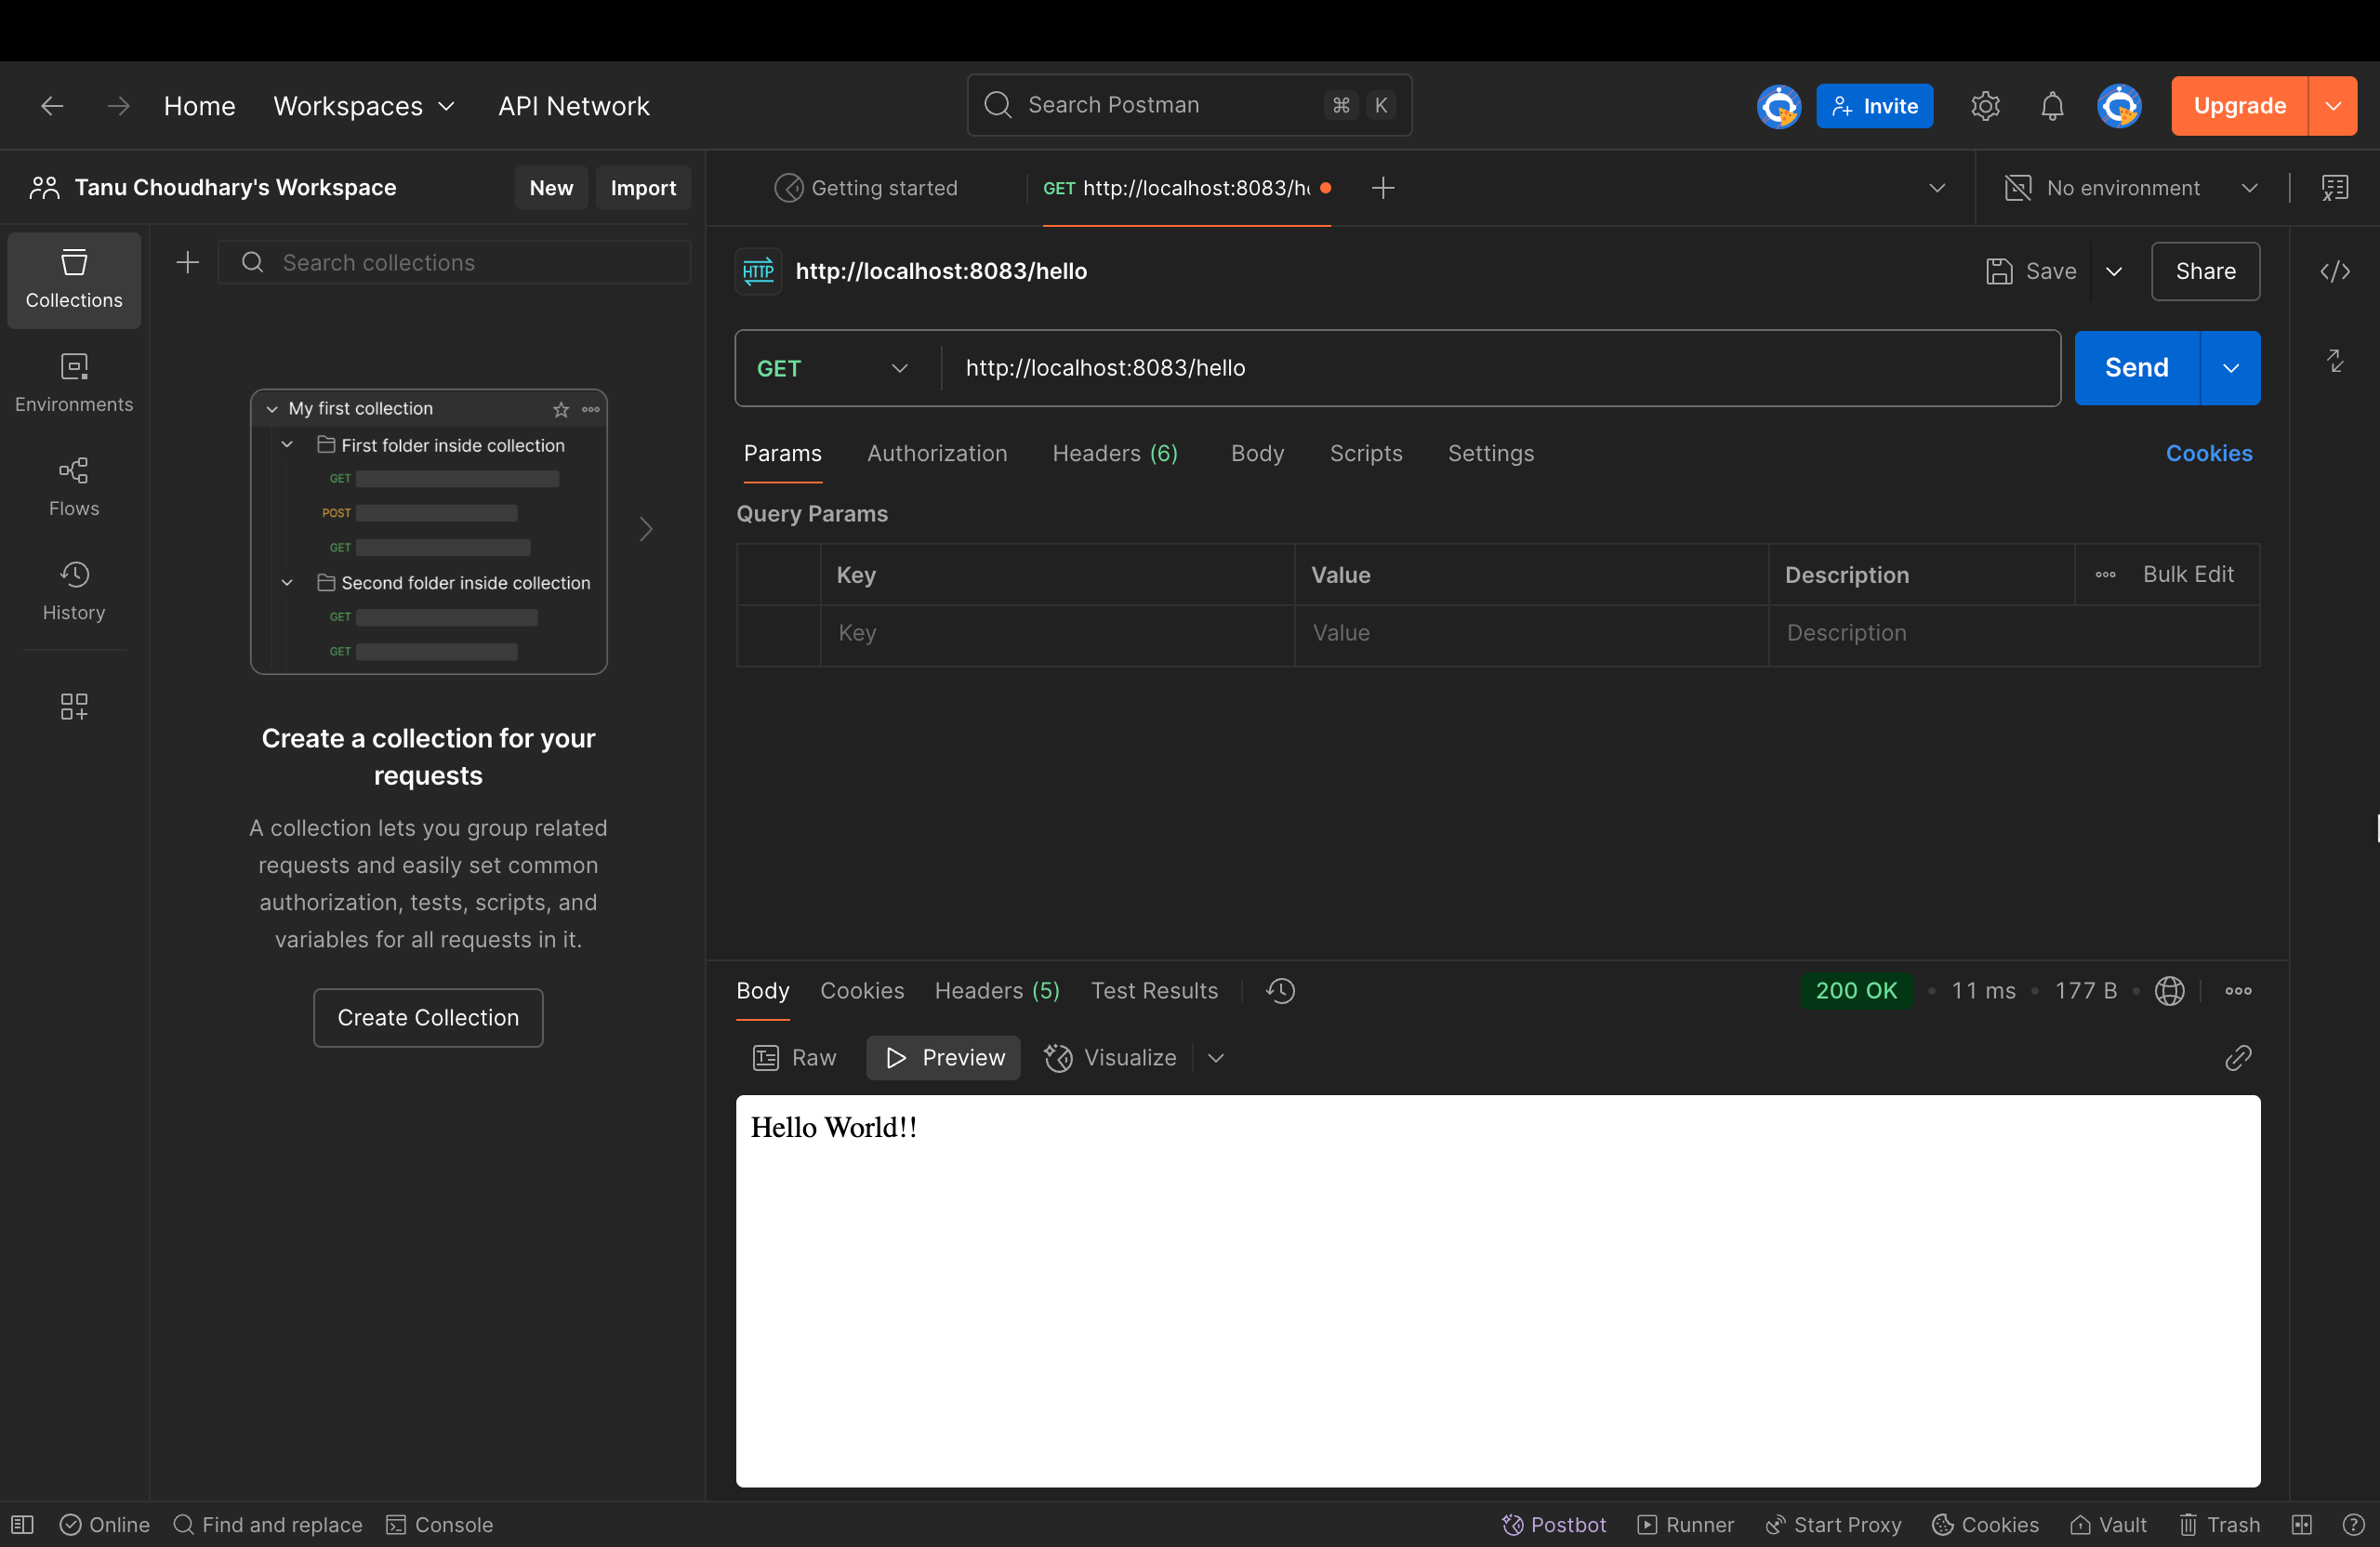 Home Workspaces API Network
Search Postman ⌘ K
Invite
Upgrade
Tanu Choudhary's Workspace
New Import
Getting started
GET http://localhost:8083/h
No environment
Collections
Environments
Flows
History
Search collections
My first collection
First folder inside collection
GET
POST
GET
Second folder inside collection
GET
GET
Create a collection for your
requests
A collection lets you group related
requests and easily set common
authorization, tests, scripts, and
variables for all requests in it.
Create Collection
HTTP http://localhost:8083/hello
Save Share
GET http://localhost:8083/hello
Send
Params Authorization Headers (6) Body Scripts Settings Cookies
Query Params
Key Value Description Bulk Edit
Key Value Description
Body Cookies Headers (5) Test Results
200 OK • 11 ms • 177 B •
Raw Preview Visualize
Hello World!!
Online Find and replace Console
Postbot Runner Start Proxy Cookies Vault Trash